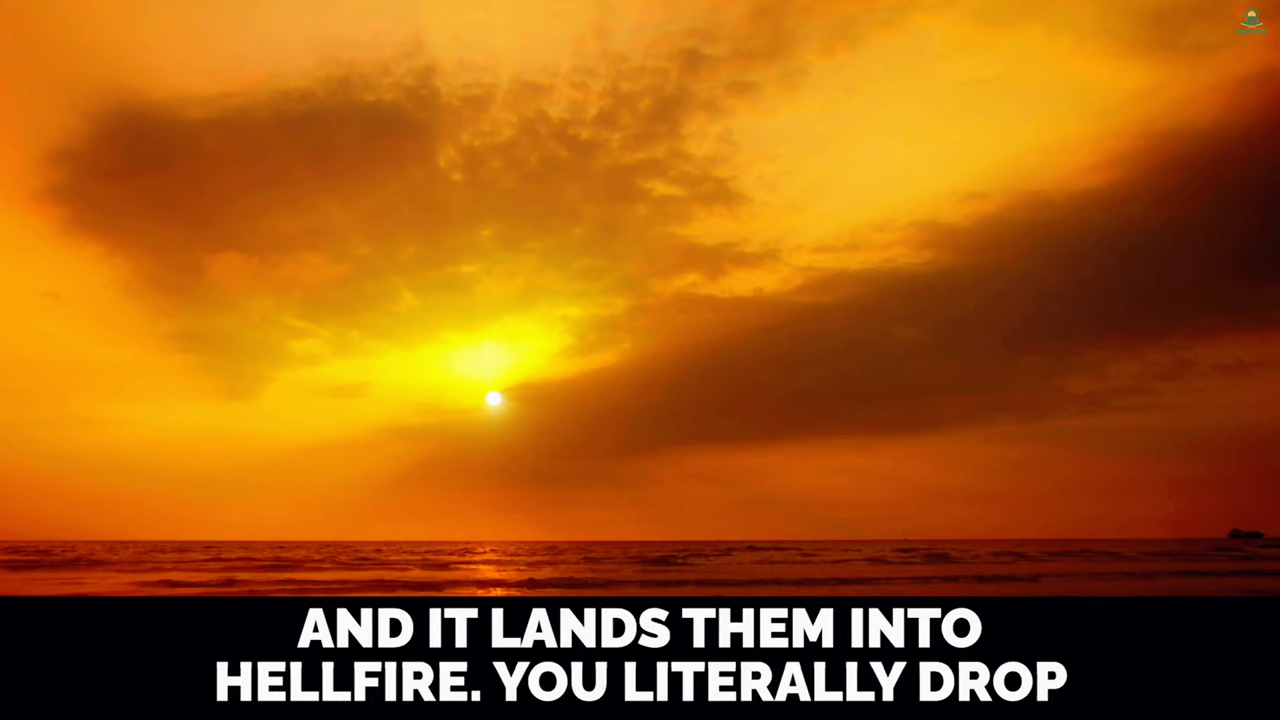 AND IT LANDS THEM INTO
HELLFIRE. YOU LITERALLY DROP